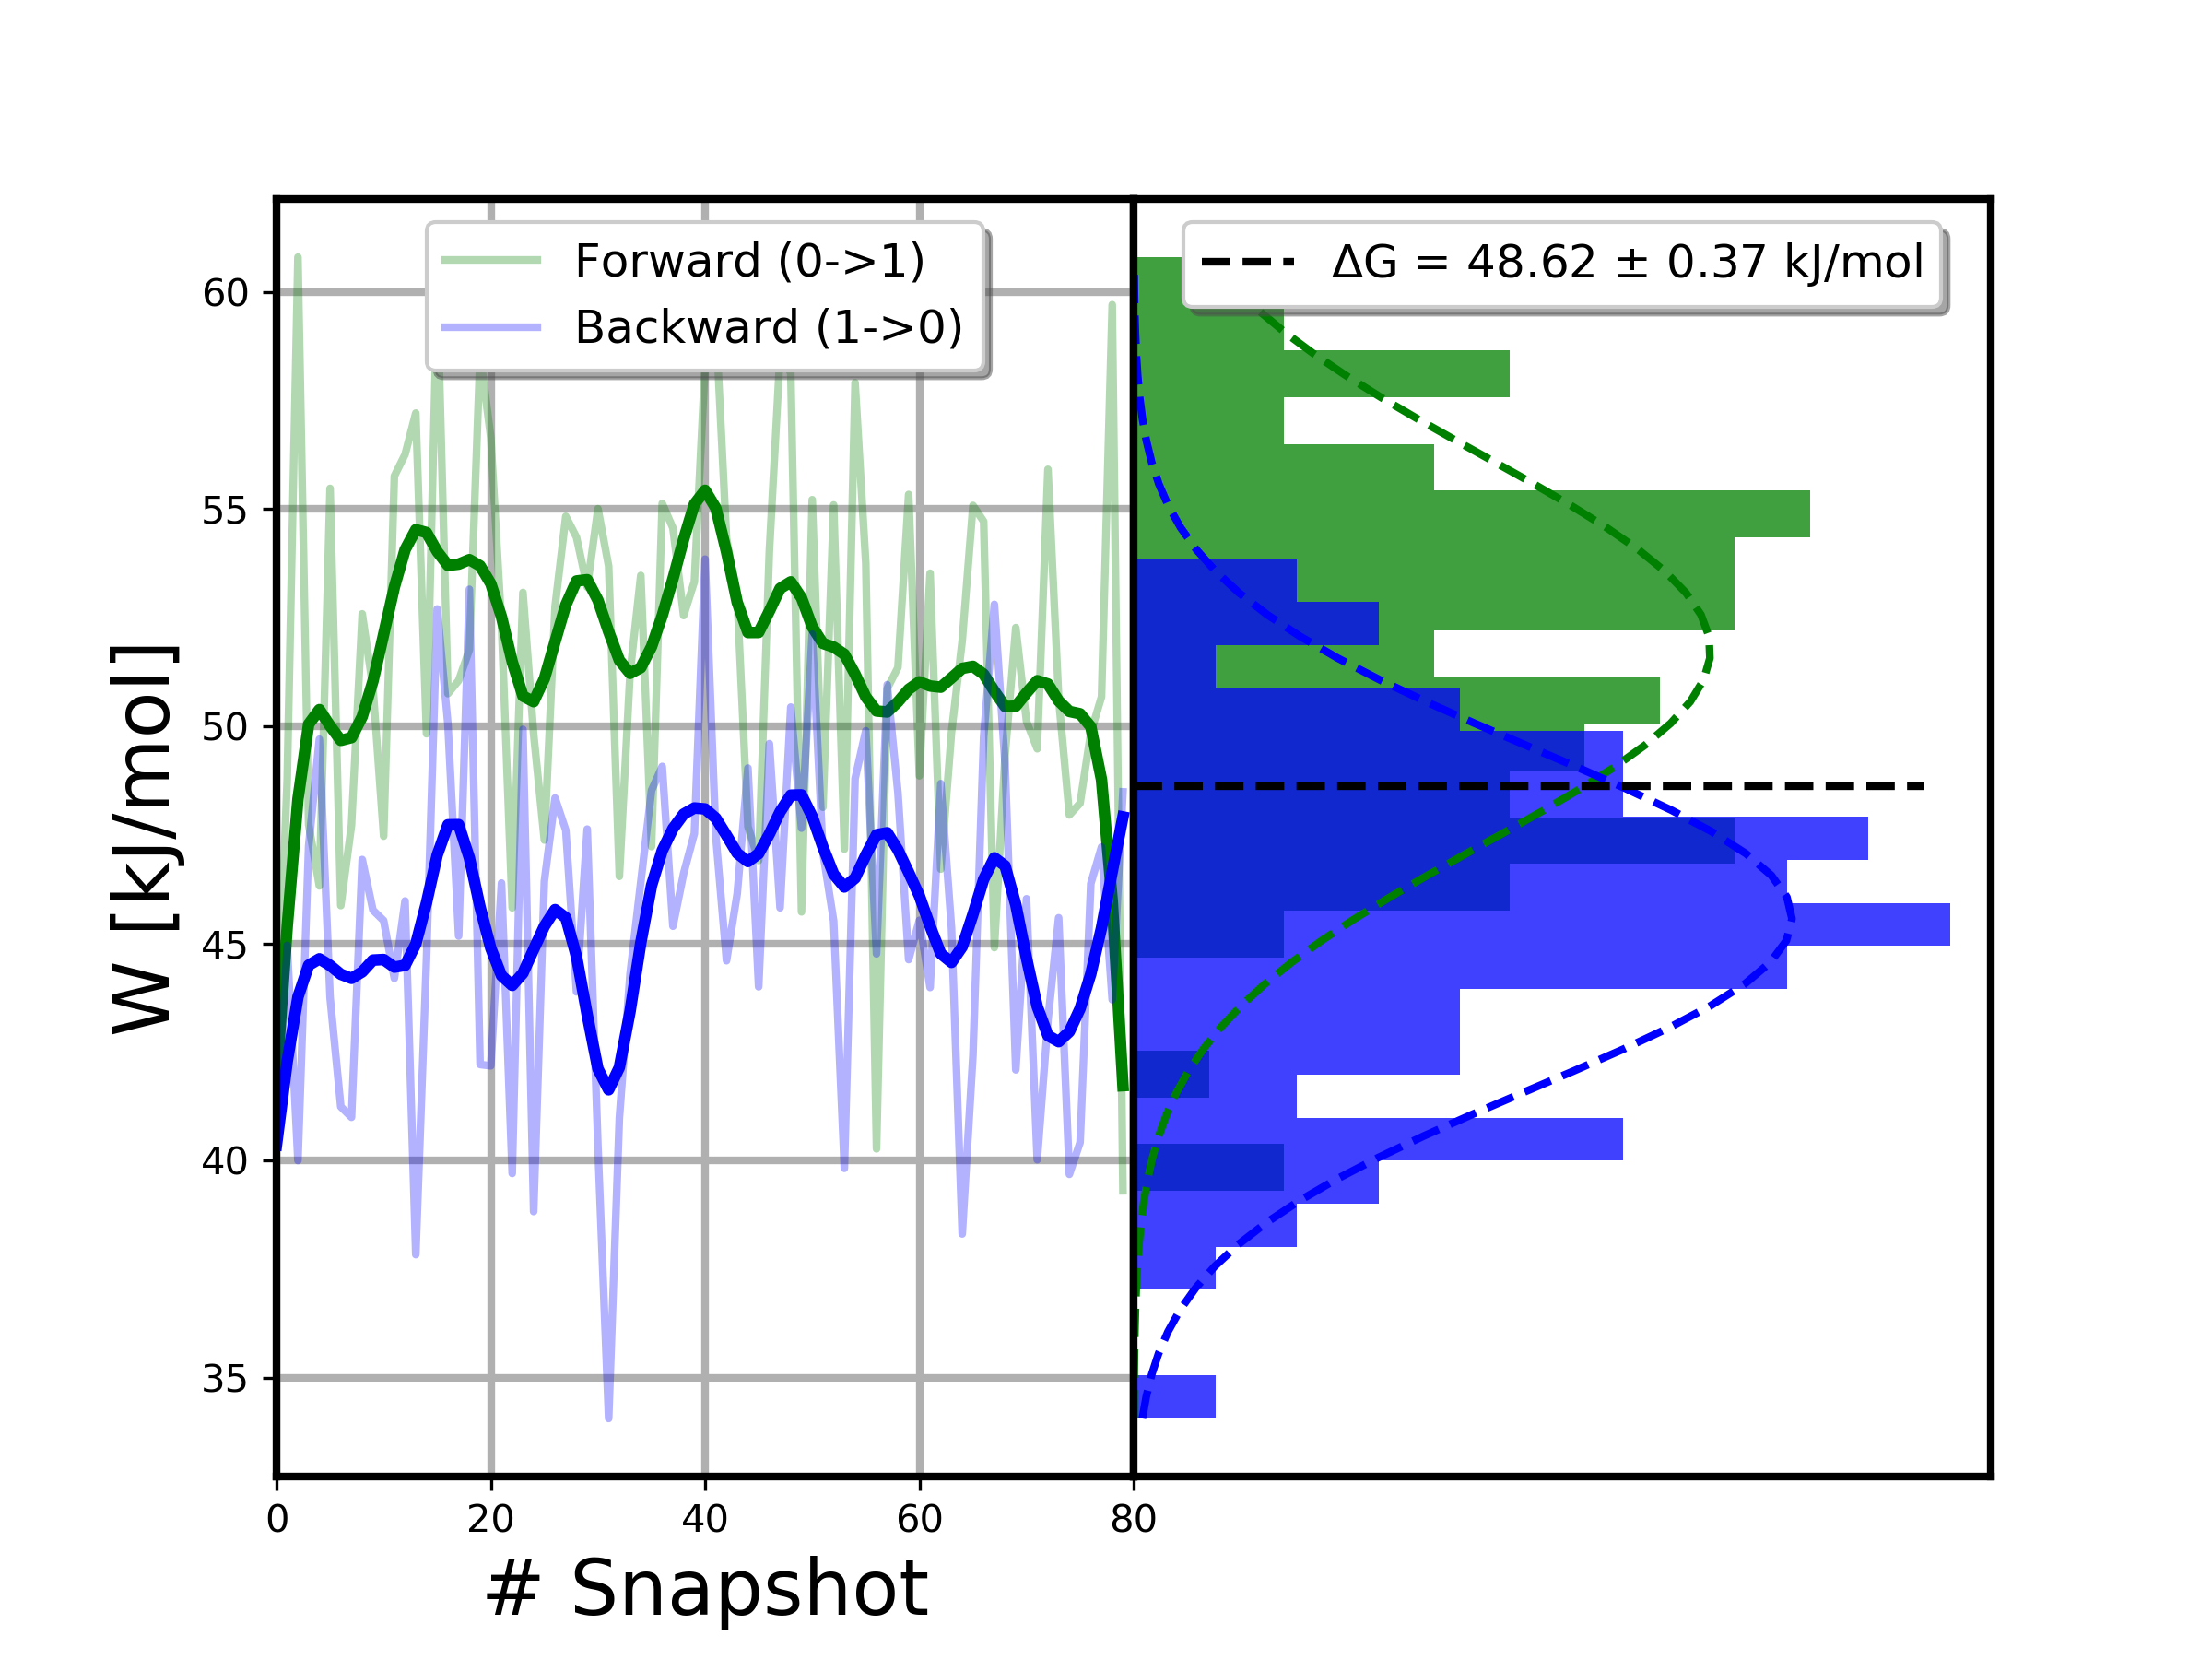 Forward (0->1)
Backward (1->0)
ΔG = 48.62 ± 0.37 kJ/mol
W [kJ/mol]
60
55
50
45
40
35
0 20 40 60 80
# Snapshot